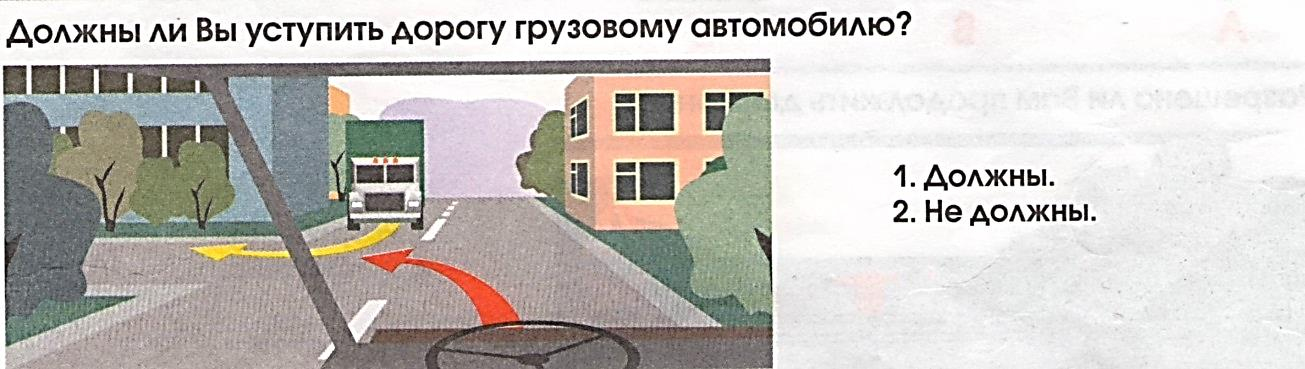 Должны ли Вы уступить дорогу грузовому автомобилю?
1. Должны.
2. Не должны.